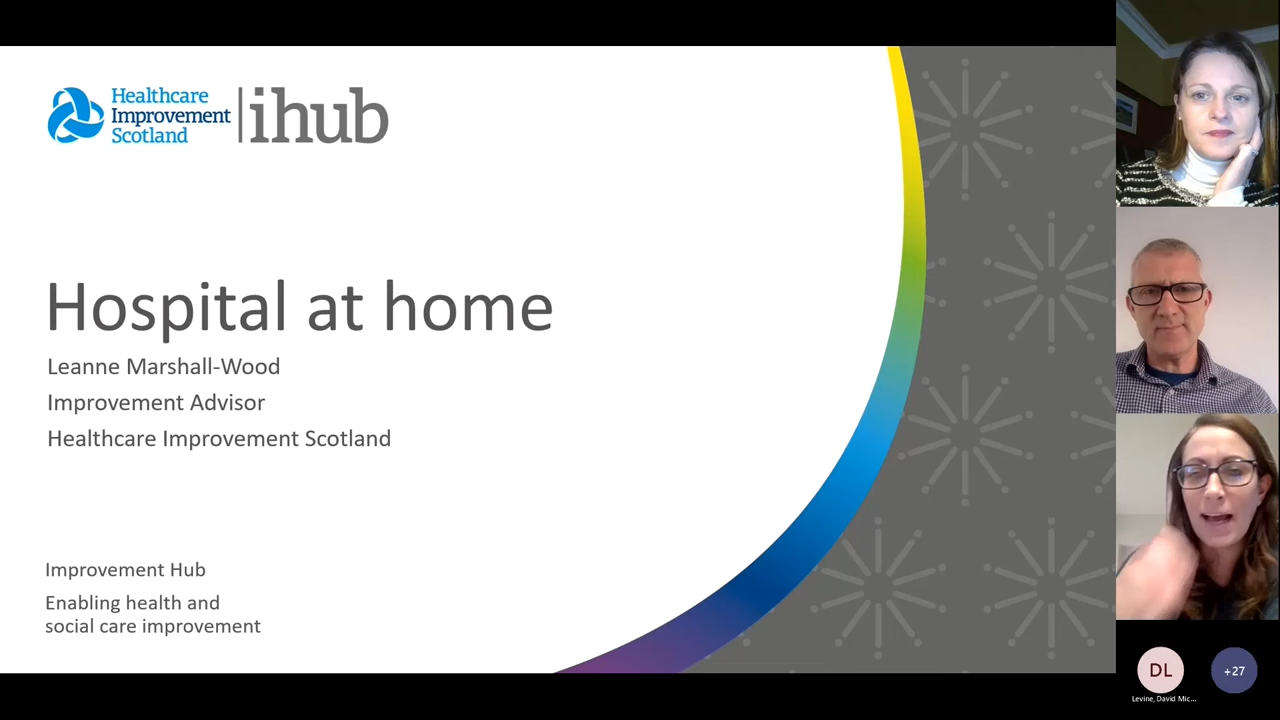 Healthcare
Improvement
Scotland
ihub
Hospital at home
Leanne Marshall-Wood
Improvement Advisor
Healthcare Improvement Scotland
Improvement Hub
Enabling health and
social care improvement
DL
+27
Levine, David Mic...